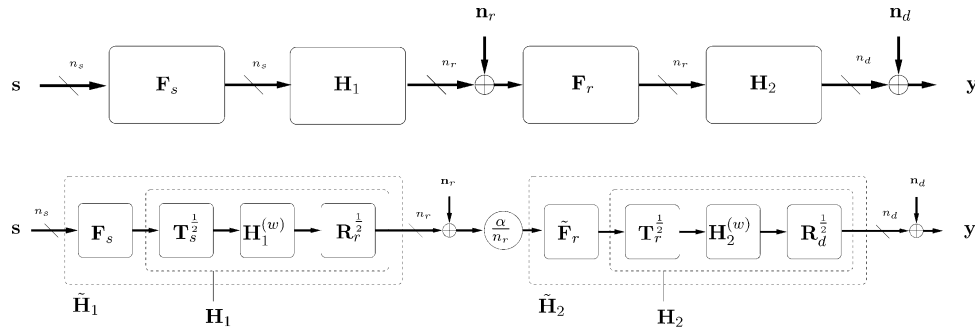 n_r n_d
s n_s F_s n_s H_1 n_r F_r n_r H_2 n_d y
n_r n_d
s n_s F_s T_s^{1/2} H_1^{(w)} R_r^{1/2} n_r α/n_r F̃_r T_r^{1/2} H_2^{(w)} R_d^{1/2} n_d y
H̃_1 H_1 H̃_2 H_2